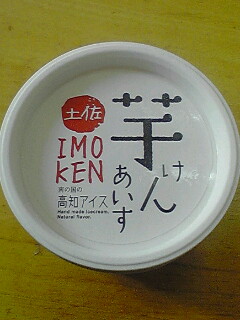 土佐
IMO
KEN
南の国の
高知アイス
Hand made icecream.
Natural flavor.
芋けん
あいす